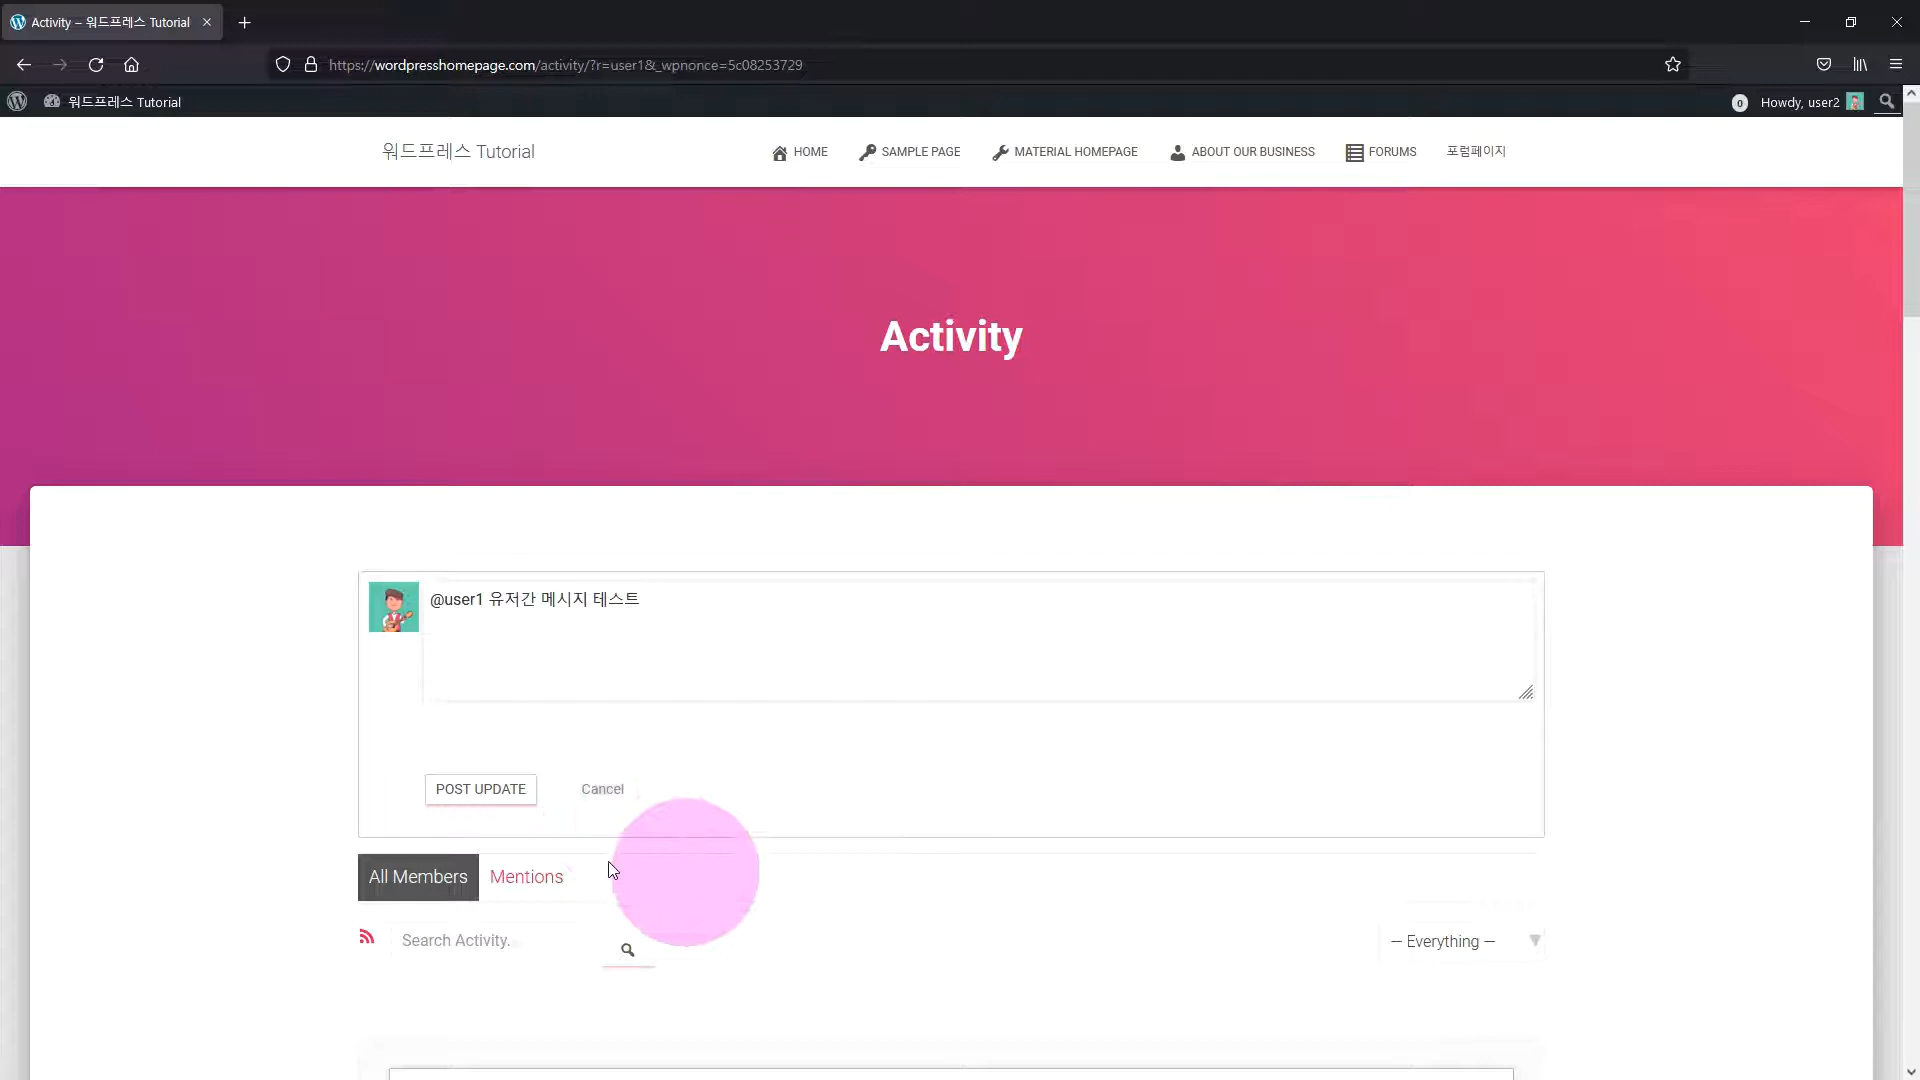 Activity – 워드프레스 Tutorial
https://wordpresshomepage.com/activity/?r=user1&_wpnonce=5c08253729
워드프레스 Tutorial
0
Howdy, user2
워드프레스 Tutorial
HOME
SAMPLE PAGE
MATERIAL HOMEPAGE
ABOUT OUR BUSINESS
FORUMS
포럼페이지
Activity
@user1 유저간 메시지 테스트
POST UPDATE
Cancel
All Members
Mentions
Search Activity.
— Everything —